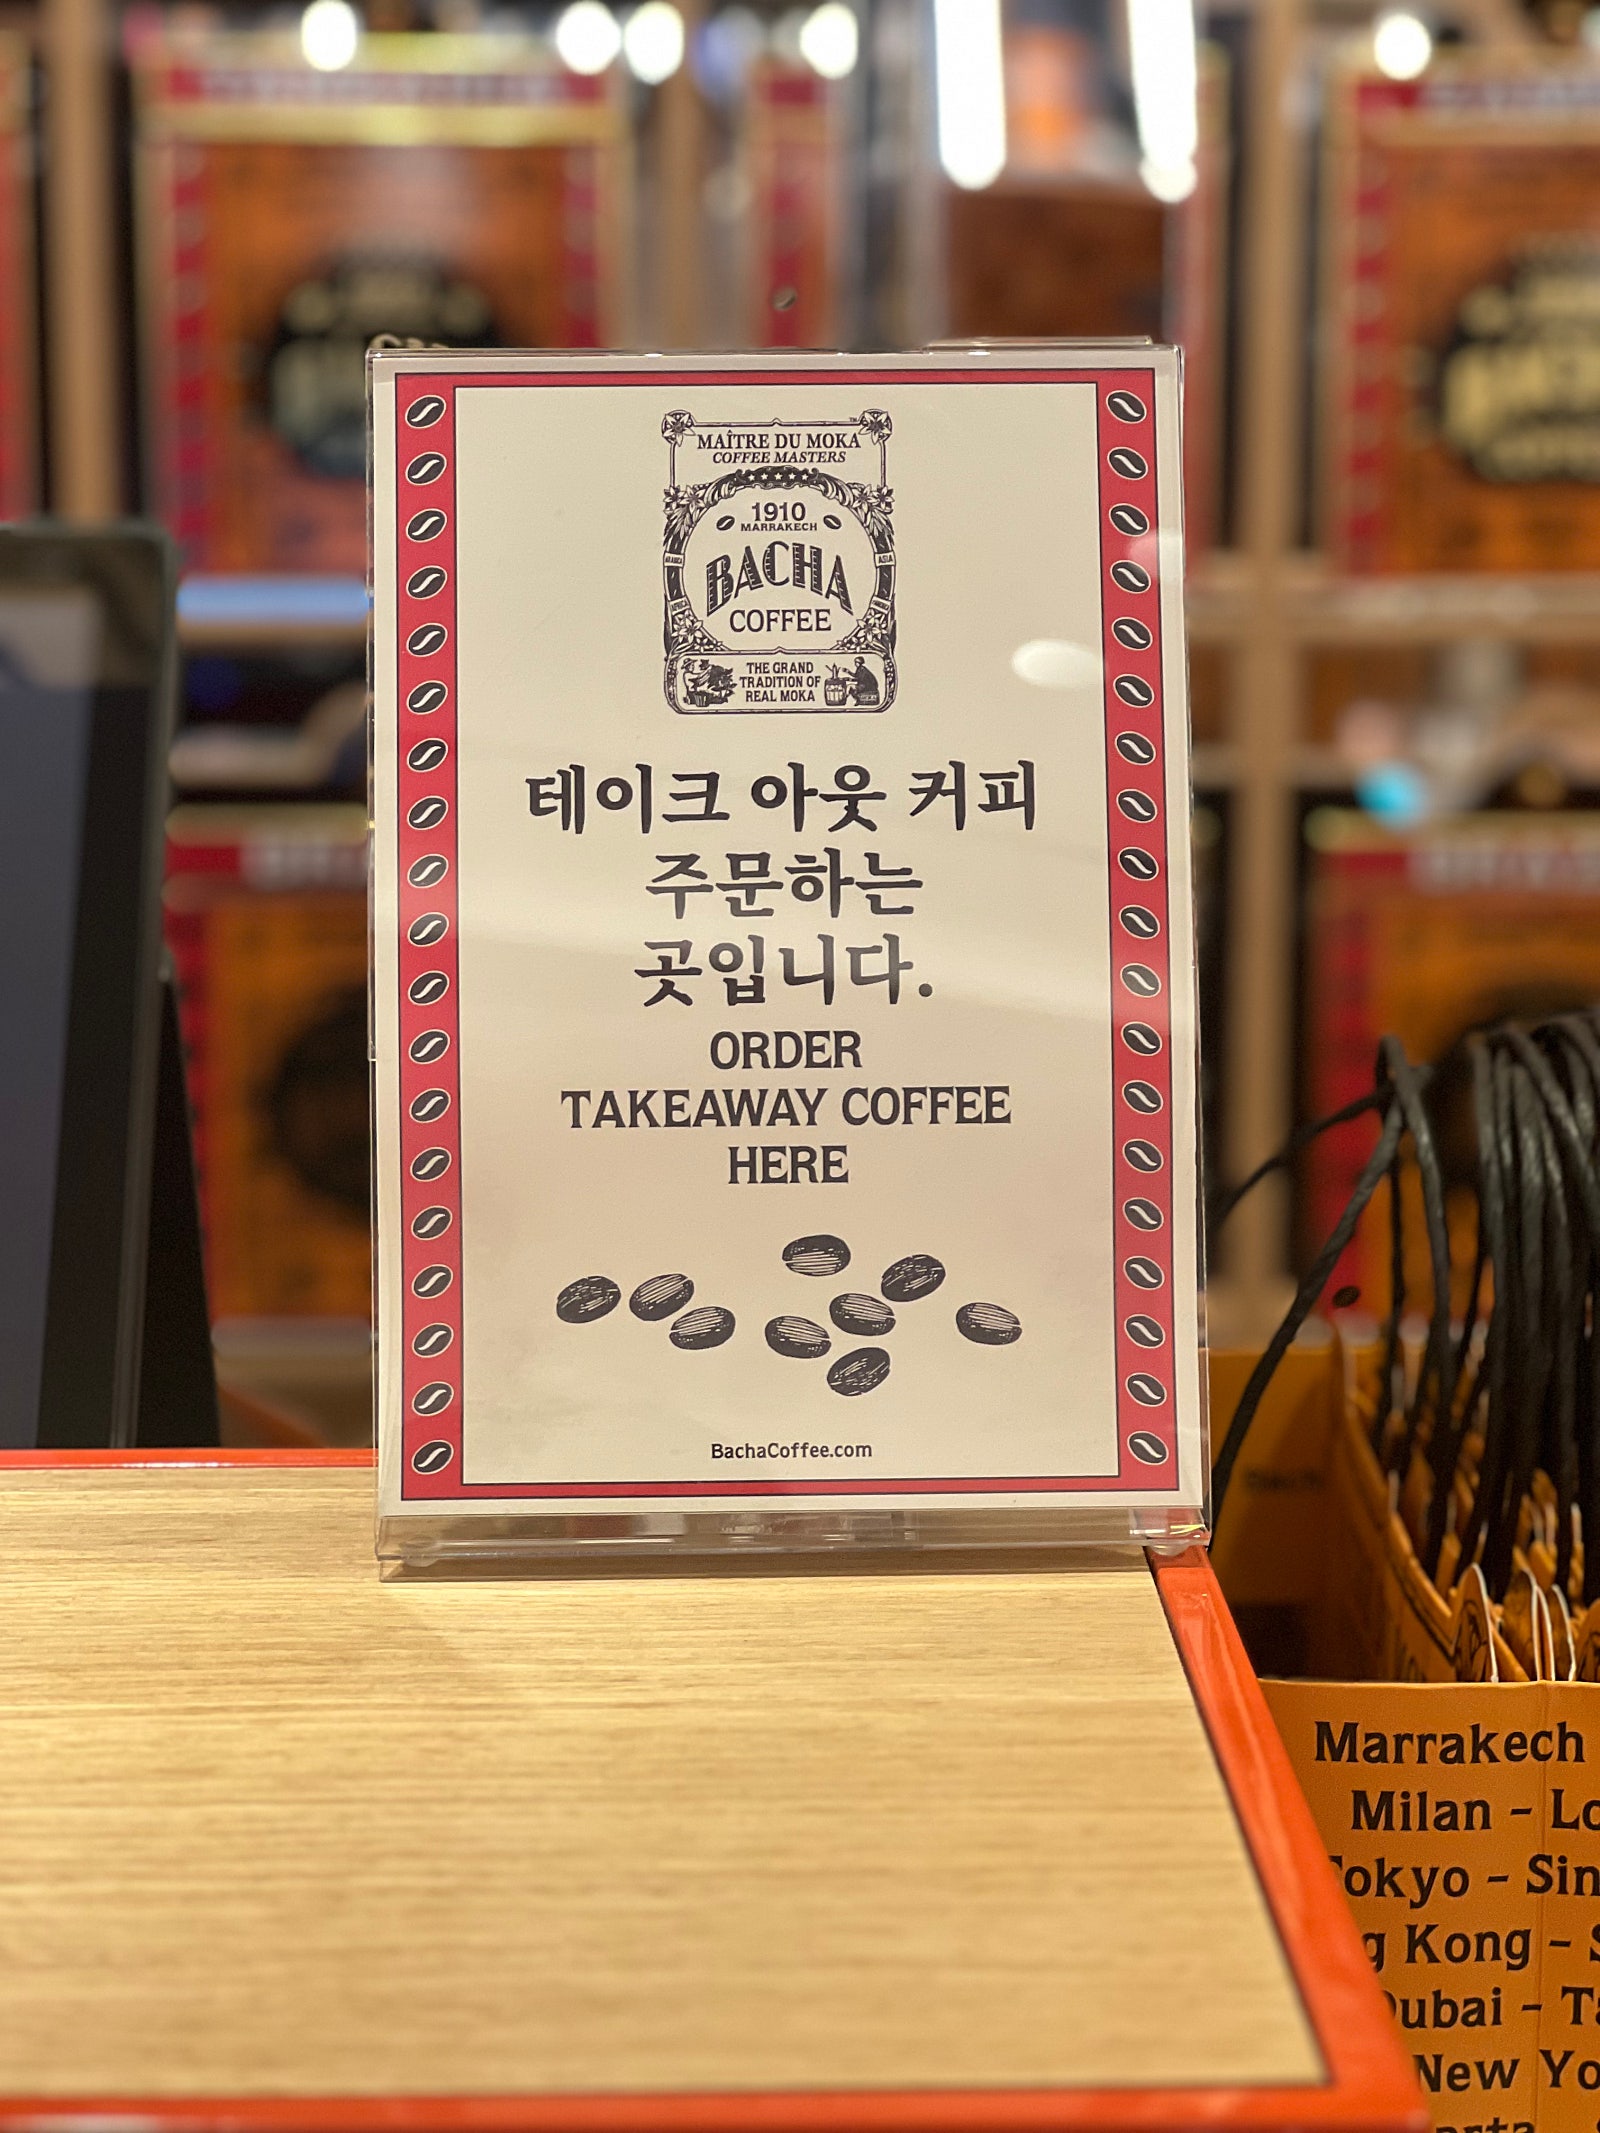 MAÎTRE DU MOKA
COFFEE MASTERS
1910
MARRAKECH
BACHA
COFFEE
THE GRAND
TRADITION OF
REAL MOKA
테이크 아웃 커피
주문하는
곳입니다.
ORDER
TAKEAWAY COFFEE
HERE
BachaCoffee.com
Marrakech
Milan –
Kong –
New